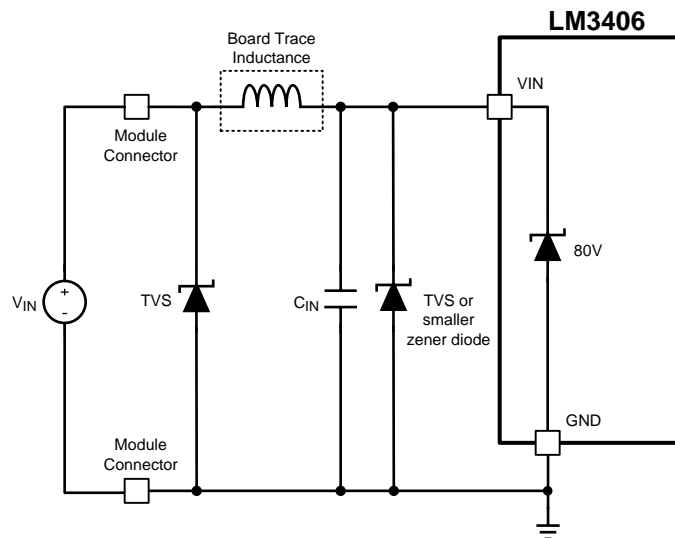 LM3406
Board Trace
Inductance
VIN
Module
Connector
VIN
+
-
TVS
CIN
TVS or
smaller
zener diode
80V
GND
Module
Connector